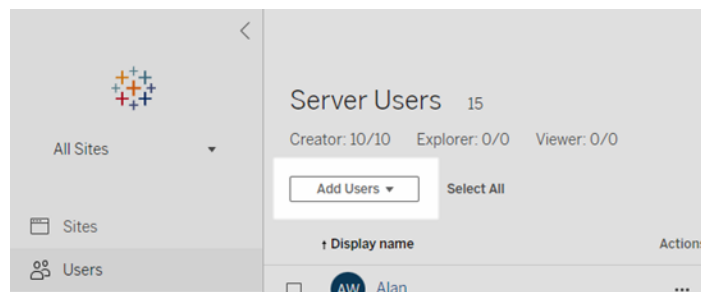 Server Users 15
Creator: 10/10 Explorer: 0/0 Viewer: 0/0
All Sites
Add Users Select All
Sites
Display name Actions
Users
AW Alan